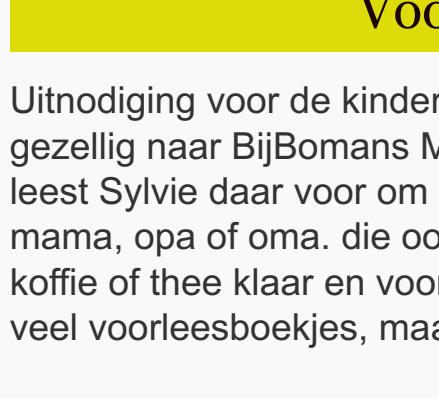 Voo
Uitnodiging voor de kinder
gezellig naar BijBomans M
leest Sylvie daar voor om
mama, opa of oma. die oo
koffie of thee klaar en voor
veel voorleesboekjes, maa